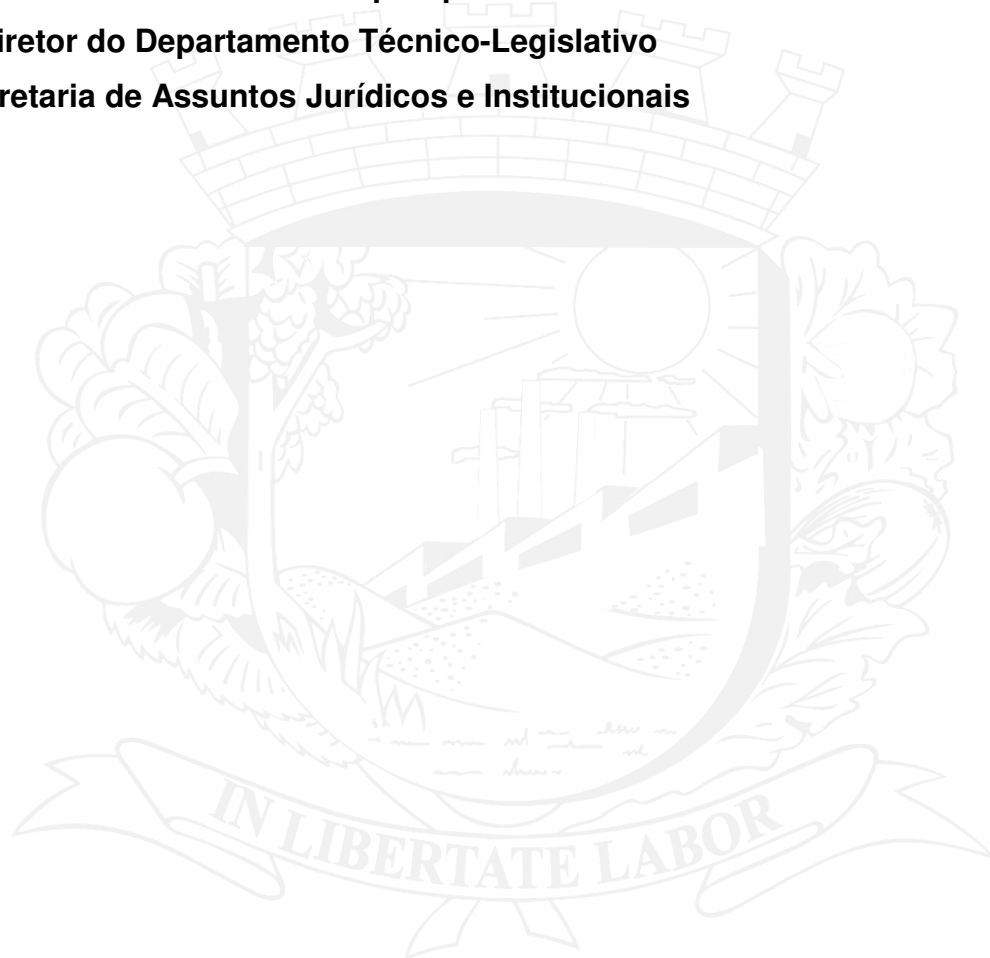 iretor do Departamento Técnico-Legislativo
retaria de Assuntos Jurídicos e Institucionais
IN LIBERTATE LABOR